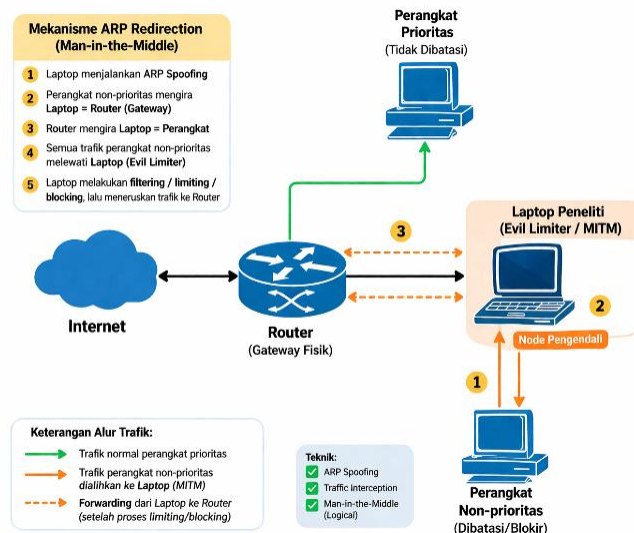 Mekanisme ARP Redirection
(Man-in-the-Middle)
1 Laptop menjalankan ARP Spoofing
2 Perangkat non-prioritas mengira
Laptop = Router (Gateway)
3 Router mengira Laptop = Perangkat
4 Semua trafik perangkat non-prioritas
melewati Laptop (Evil Limiter)
5 Laptop melakukan filtering / limiting /
blocking, lalu meneruskan trafik ke Router
Perangkat
Prioritas
(Tidak Dibatasi)
Internet
Router
(Gateway Fisik)
3
Laptop Peneliti
(Evil Limiter / MITM)
2
Node Pengendali
1
Perangkat
Non-prioritas
(Dibatasi/Blokir)
Keterangan Alur Trafik:
Trafik normal perangkat prioritas
Trafik perangkat non-prioritas
dialihkan ke Laptop (MITM)
Forwarding dari Laptop ke Router
(setelah proses limiting/blocking)
Teknik:
ARP Spoofing
Traffic Interception
Man-in-the-Middle
(Logical)